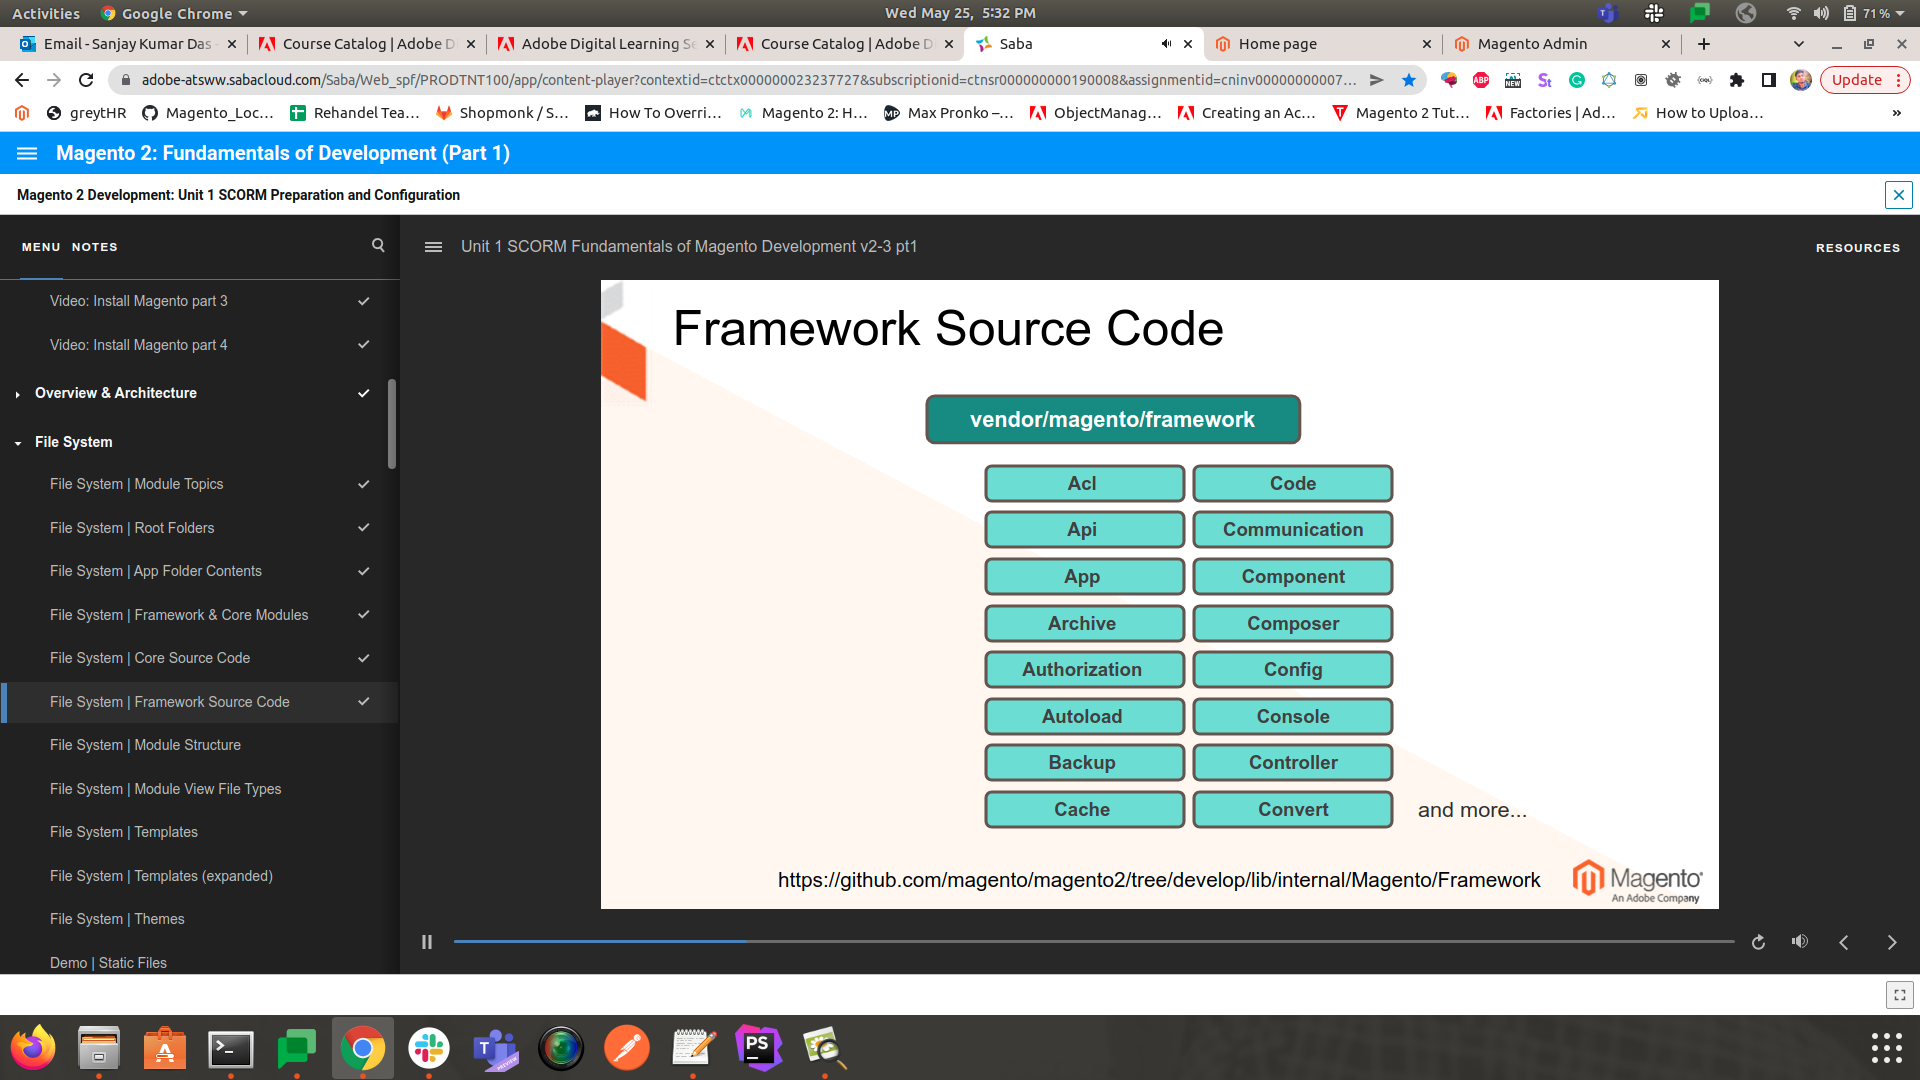 Activities Google Chrome Wed May 25, 5:32 PM 71 %
Email - Sanjay Kumar Das - Course Catalog | Adobe D Adobe Digital Learning Se Course Catalog | Adobe D Saba Home page Magento Admin
adobe-atsww.sabacloud.com/Saba/Web_spf/PRODTNT100/app/content-player?contextid=ctctx000000023237727&subscriptionid=ctnsr000000000190008&assignmentid=cninv00000000007... ABP NEW Update
greytHR Magento_Loc... Rehandel Tea... Shopmonk / S... How To Overri... Magento 2: H... Max Pronko –... ObjectManag... Creating an Ac... Magento 2 Tut... Factories | Ad... How to Uploa... »
Magento 2: Fundamentals of Development (Part 1)
Magento 2 Development: Unit 1 SCORM Preparation and Configuration
MENU NOTES
Unit 1 SCORM Fundamentals of Magento Development v2-3 pt1
RESOURCES
Video: Install Magento part 3
Video: Install Magento part 4
Overview & Architecture
File System
File System | Module Topics
File System | Root Folders
File System | App Folder Contents
File System | Framework & Core Modules
File System | Core Source Code
File System | Framework Source Code
File System | Module Structure
File System | Module View File Types
File System | Templates
File System | Templates (expanded)
File System | Themes
Demo | Static Files
Framework Source Code
vendor/magento/framework
Acl Code
Api Communication
App Component
Archive Composer
Authorization Config
Autoload Console
Backup Controller
Cache Convert and more...
https://github.com/magento/magento2/tree/develop/lib/internal/Magento/Framework
Magento
An Adobe Company
PS